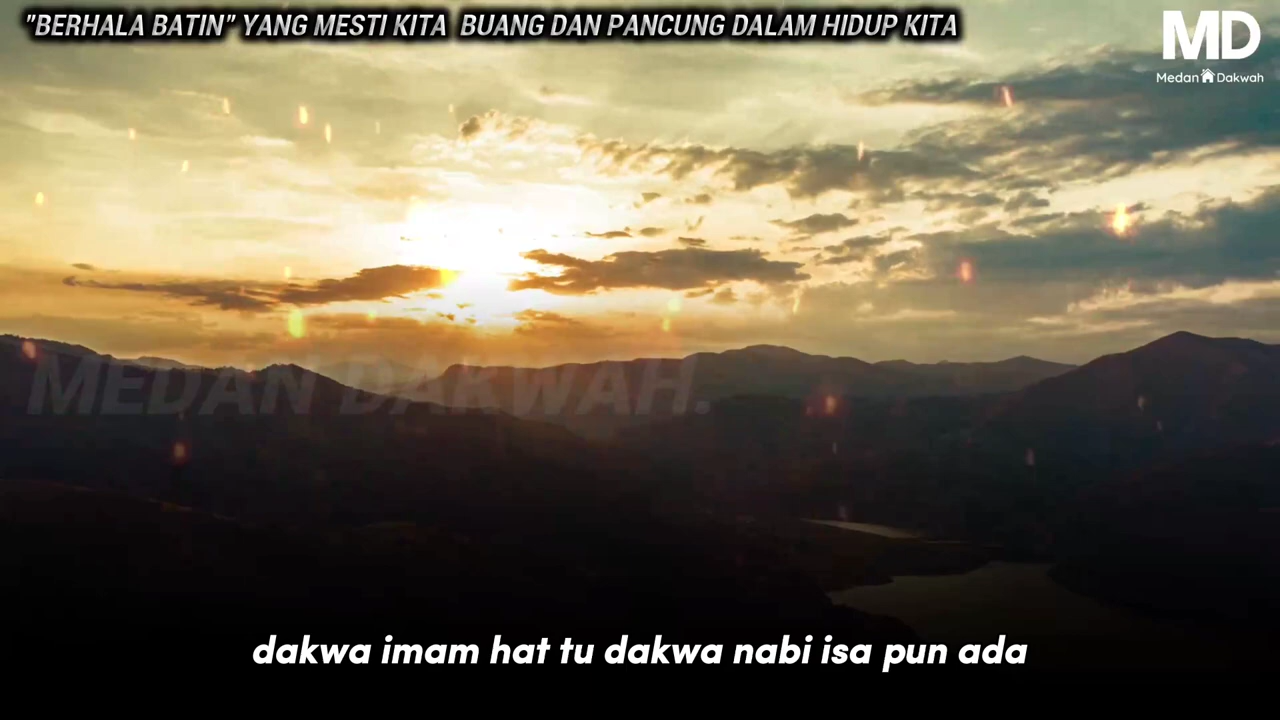 "BERHALA BATIN" YANG MESTI KITA BUANG DAN PANCUNG DALAM HIDUP KITA
MD
Medan Dakwah
MEDAN DAKWAH.
dakwa imam hat tu dakwa nabi isa pun ada